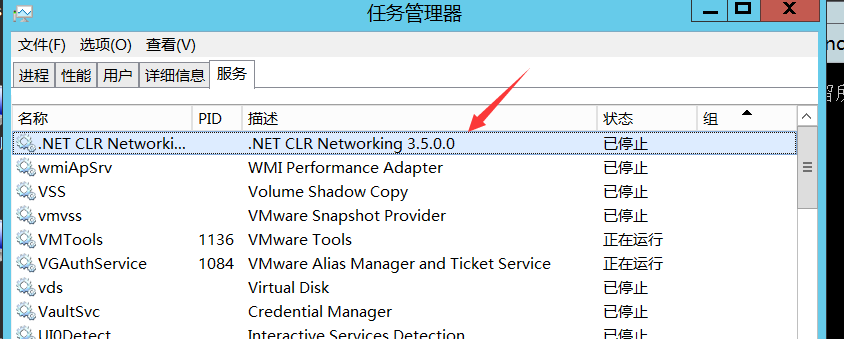 任务管理器
文件(F) 选项(O) 查看(V)
进程 性能 用户 详细信息 服务
名称 PID 描述 状态 组
.NET CLR Networki... .NET CLR Networking 3.5.0.0 已停止
wmiApSrv WMI Performance Adapter 已停止
VSS Volume Shadow Copy 已停止
vmvss VMware Snapshot Provider 已停止
VMTools 1136 VMware Tools 正在运行
VGAuthService 1084 VMware Alias Manager and Ticket Service 正在运行
vds Virtual Disk 已停止
VaultSvc Credential Manager 已停止
UI0Detect Interactive Services Detection 已停止